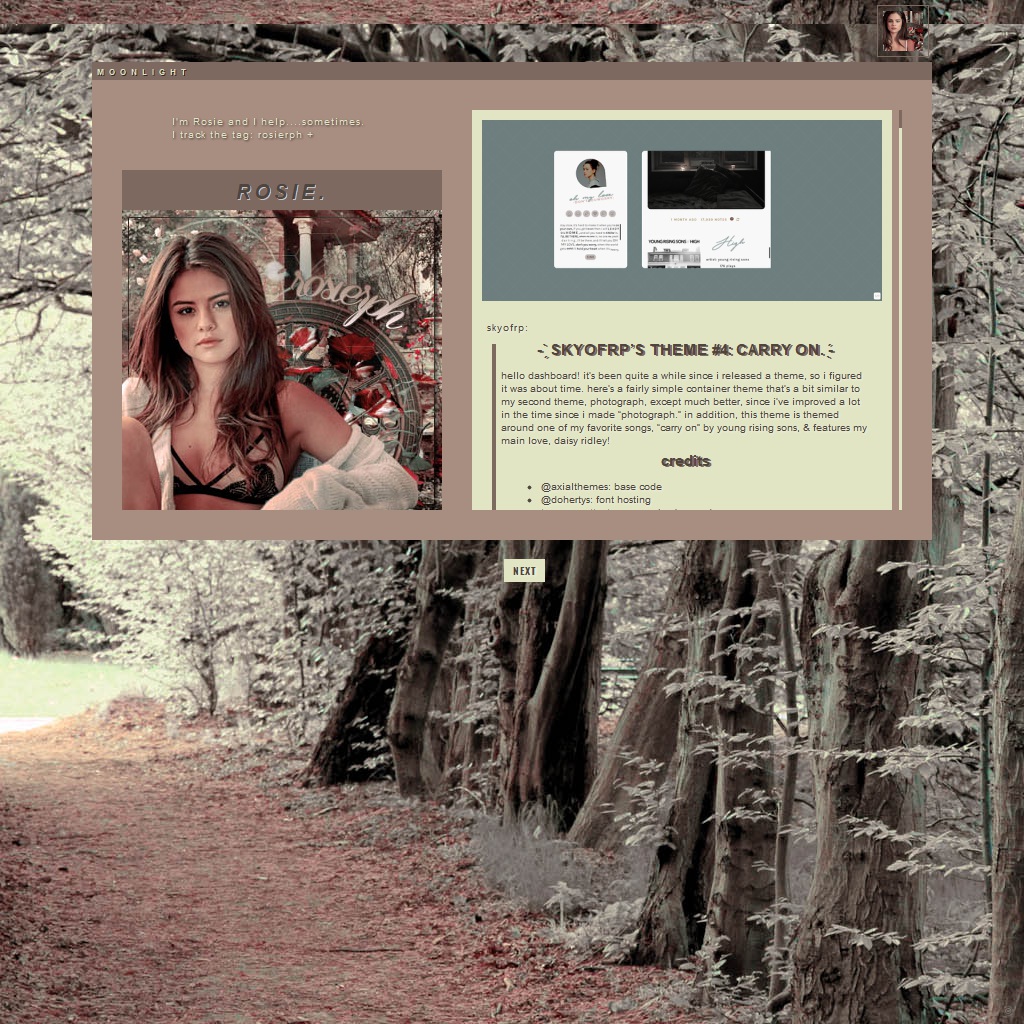 MOONLIGHT
I'm Rosie and I help....sometimes.
I track the tag: rosierph +
ROSIE.
rosierph
oh my love
1 MONTH AGO · 17,290 NOTES
YOUNG RISING SONS - HIGH
High
skyofrp:
-҉ SKYOFRP'S THEME #4: CARRY ON. ҉-
hello dashboard! it's been quite a while since i released a theme, so i figured
it was about time. here's a fairly simple container theme that's a bit similar to
my second theme, photograph, except much better, since i've improved a lot
in the time since i made “photograph.” in addition, this theme is themed
around one of my favorite songs, “carry on” by young rising sons, & features my
main love, daisy ridley!
credits
• @axialthemes: base code
• @dohertys: font hosting
NEXT